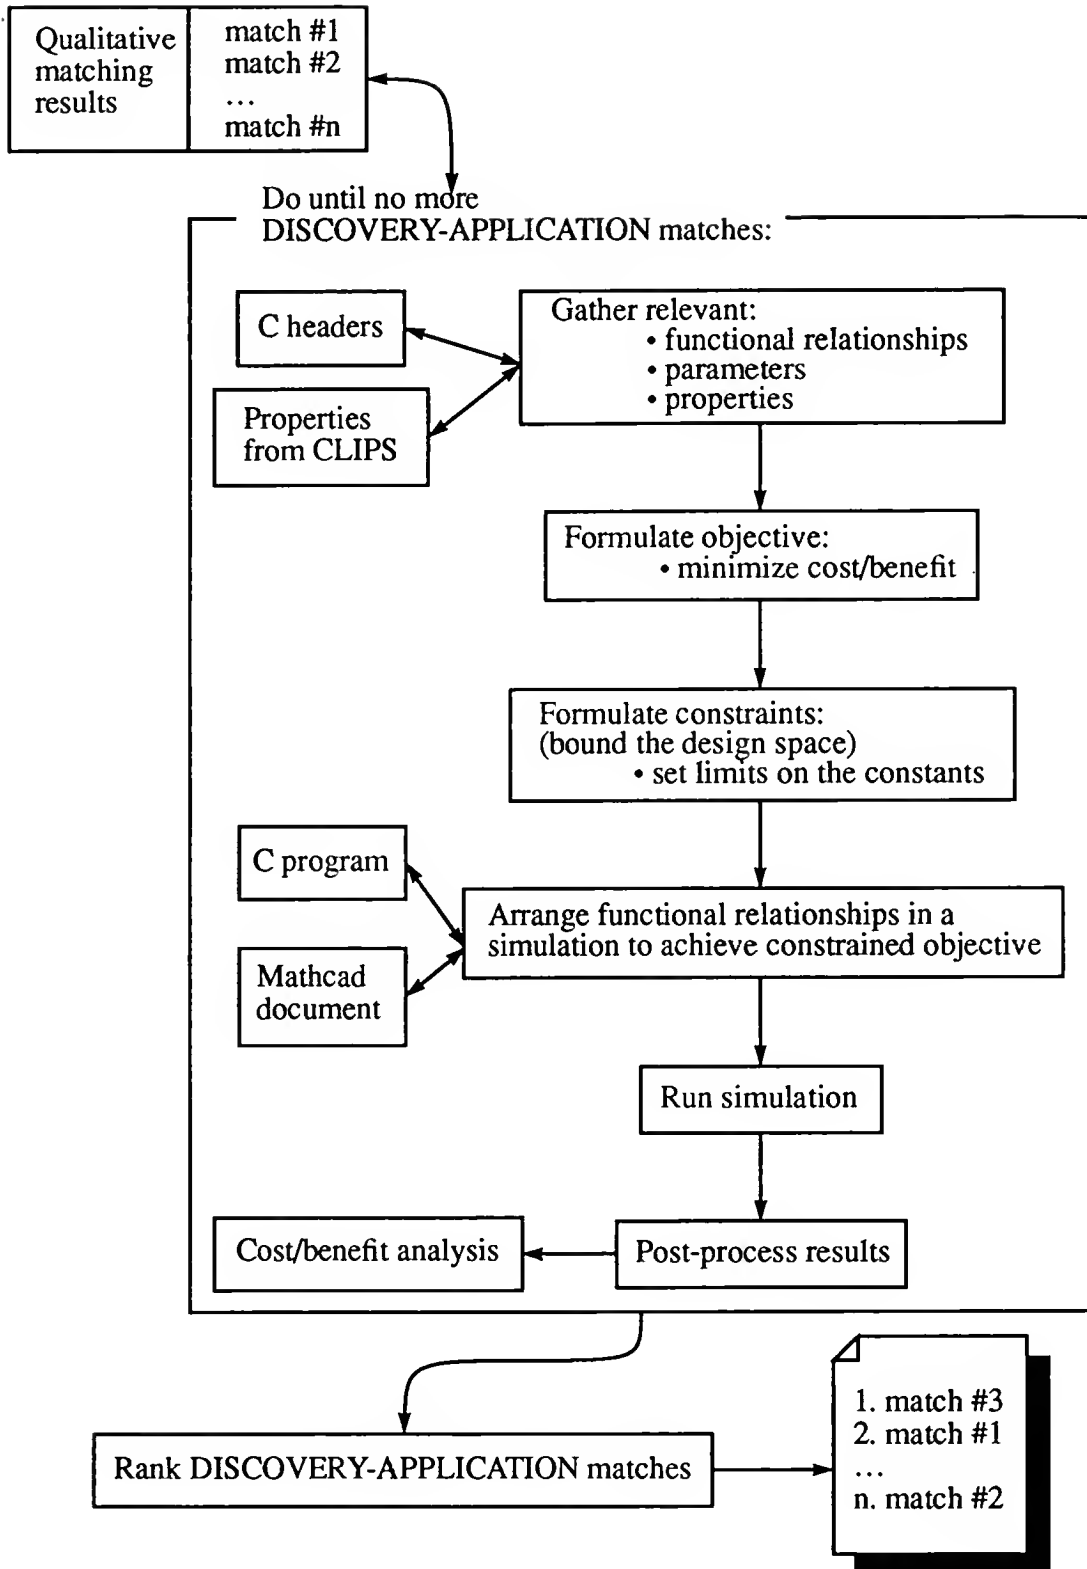 Qualitative
matching
results
match #1
match #2
...
match #n
Do until no more
DISCOVERY-APPLICATION matches:
C headers
Properties
from CLIPS
Gather relevant:
• functional relationships
• parameters
• properties
Formulate objective:
• minimize cost/benefit
Formulate constraints:
(bound the design space)
• set limits on the constants
C program
Mathcad
document
Arrange functional relationships in a
simulation to achieve constrained objective
Run simulation
Post-process results
Cost/benefit analysis
Rank DISCOVERY-APPLICATION matches
1. match #3
2. match #1
...
n. match #2